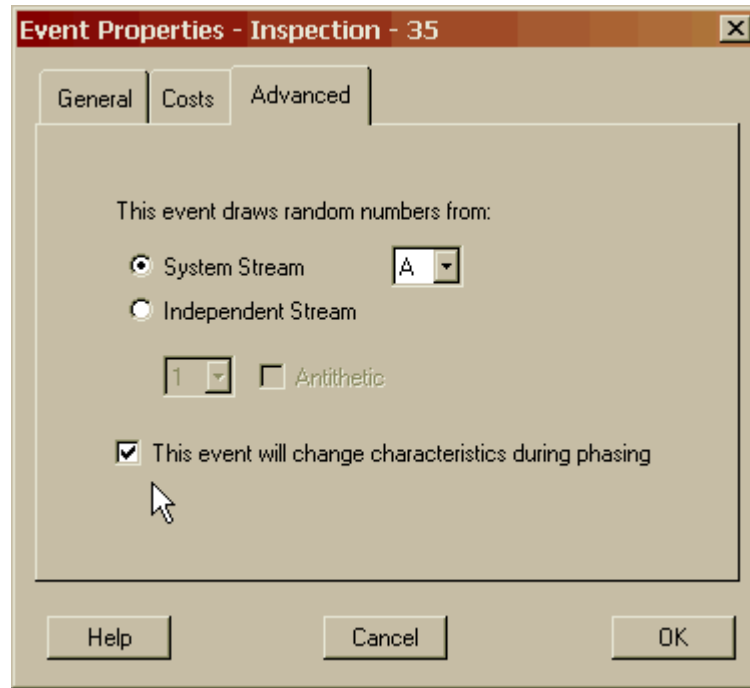 Event Properties - Inspection - 35
General Costs Advanced
This event draws random numbers from:
System Stream A
Independent Stream
1 Antithetic
This event will change characteristics during phasing
Help Cancel OK